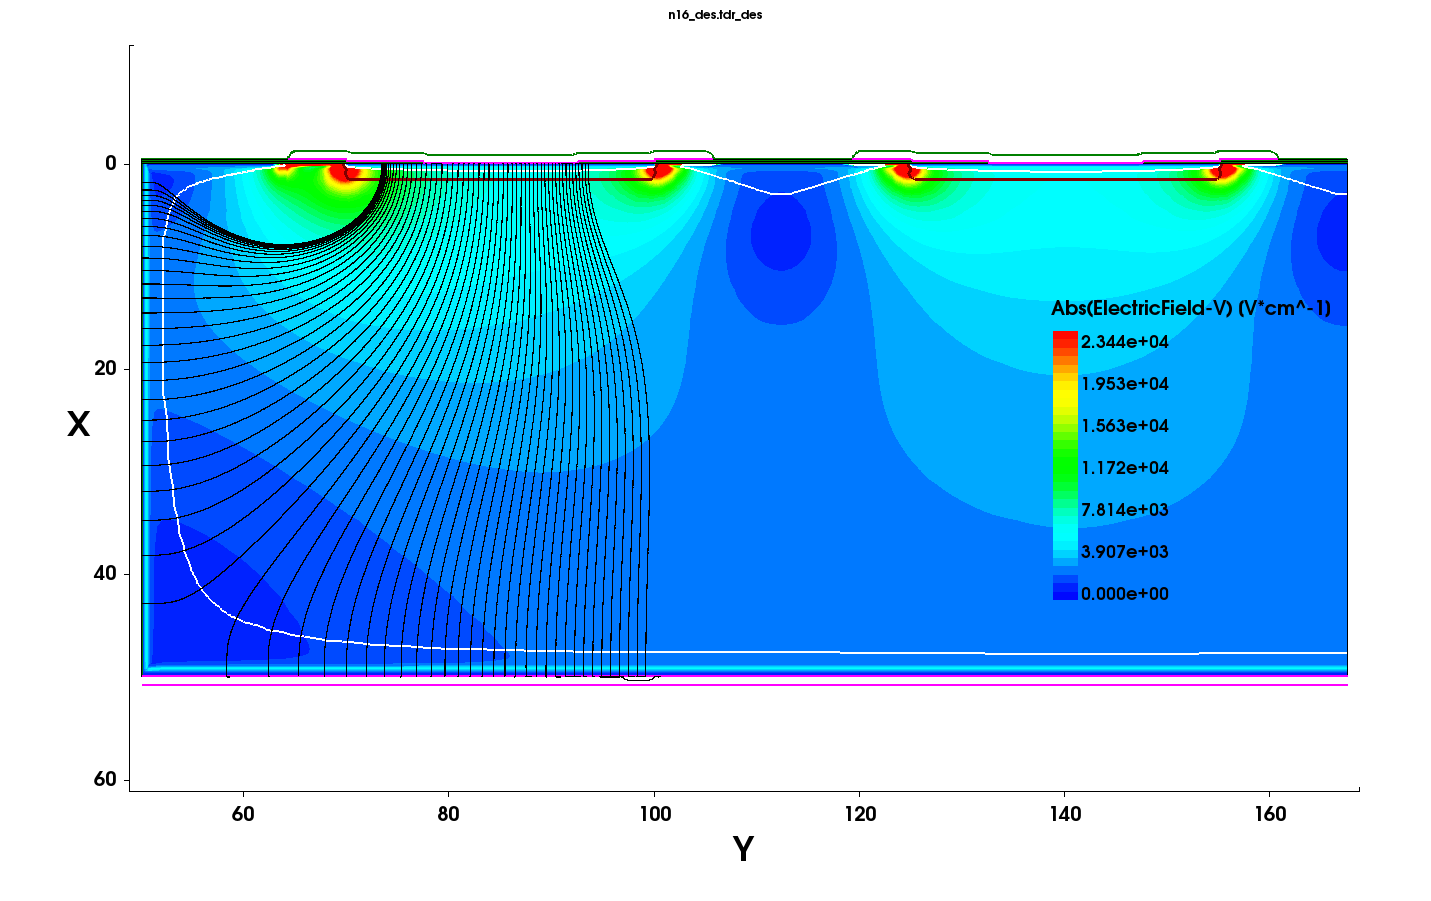 n16_des.tdr_des
0
20
X
40
60
Abs(ElectricField-V) (V*cm^-1)
2.344e+04
1.953e+04
1.563e+04
1.172e+04
7.814e+03
3.907e+03
0.000e+00
60 80 100 120 140 160
Y